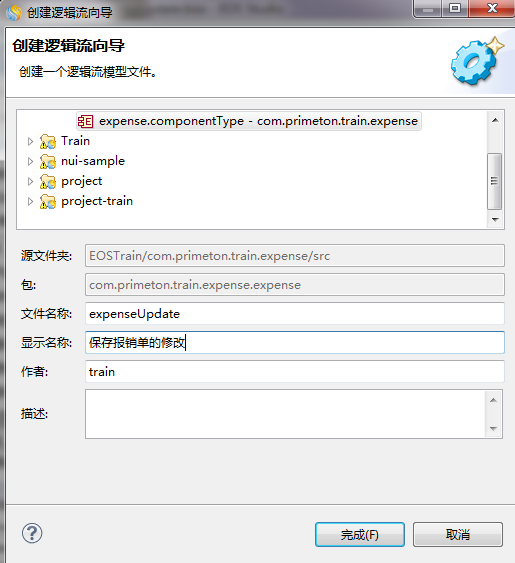 创建逻辑流向导
创建逻辑流向导
创建一个逻辑流模型文件。
expense.componentType - com.primeton.train.expense
Train
nui-sample
project
project-train
源文件夹: EOSTrain/com.primeton.train.expense/src
包: com.primeton.train.expense.expense
文件名称: expenseUpdate
显示名称: 保存报销单的修改
作者: train
描述:
完成(F) 取消